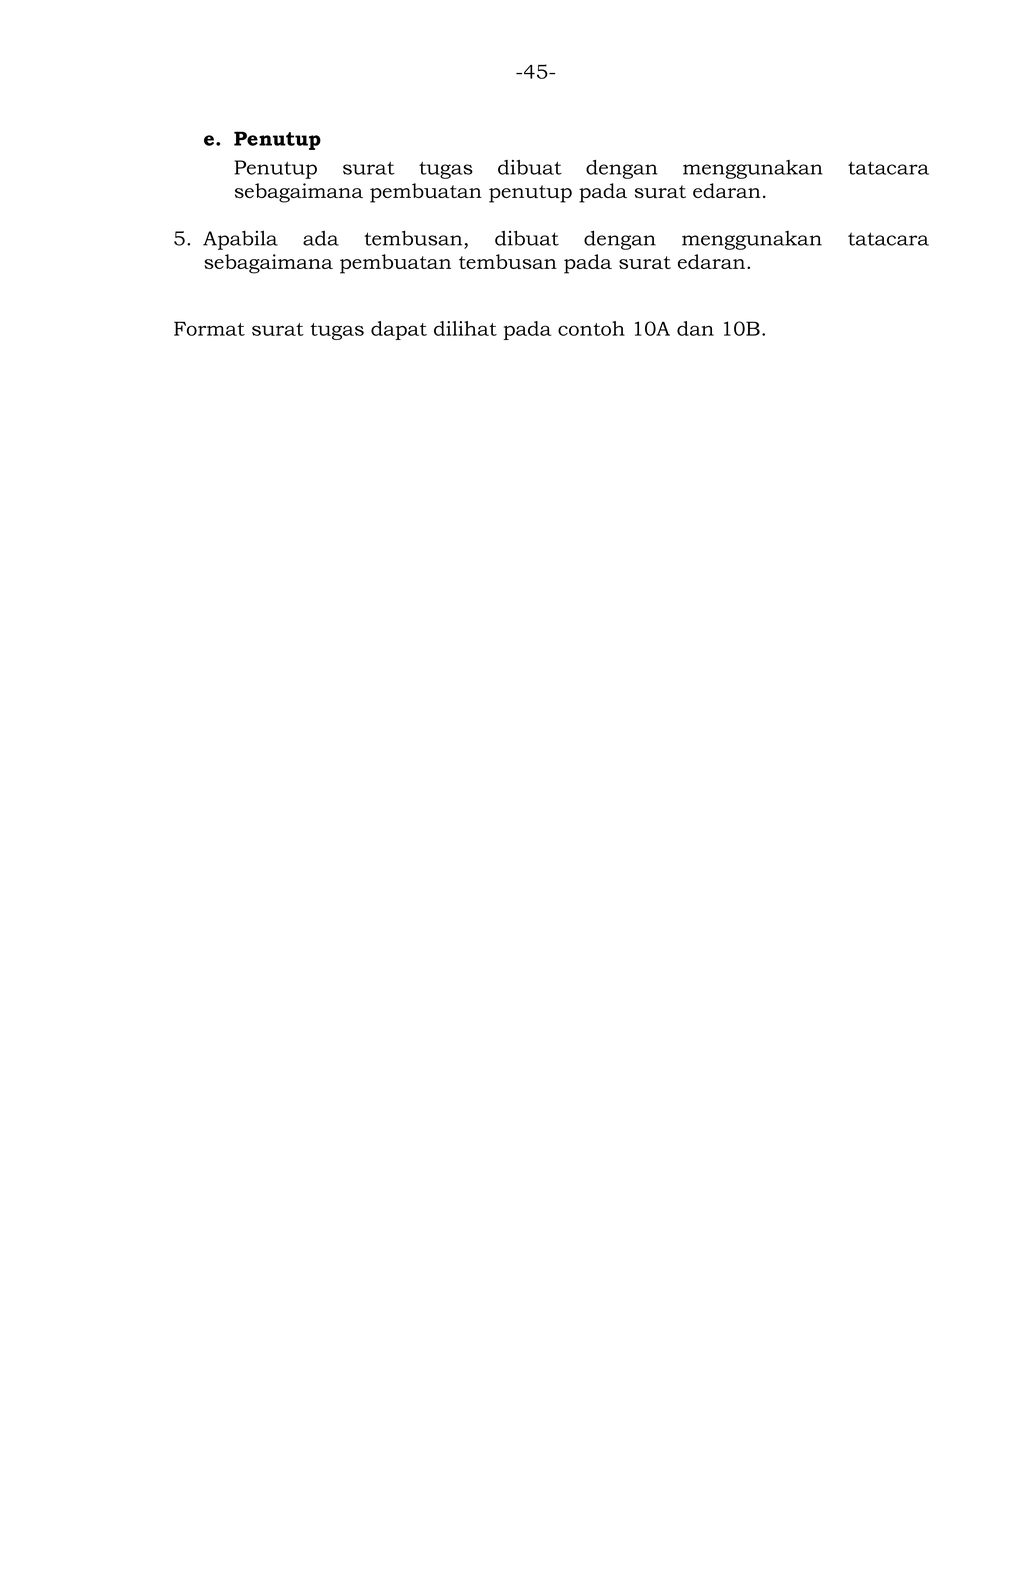 -45-
e. Penutup
Penutup surat tugas dibuat dengan menggunakan tatacara
sebagaimana pembuatan penutup pada surat edaran.
5. Apabila ada tembusan, dibuat dengan menggunakan tatacara
sebagaimana pembuatan tembusan pada surat edaran.
Format surat tugas dapat dilihat pada contoh 10A dan 10B.